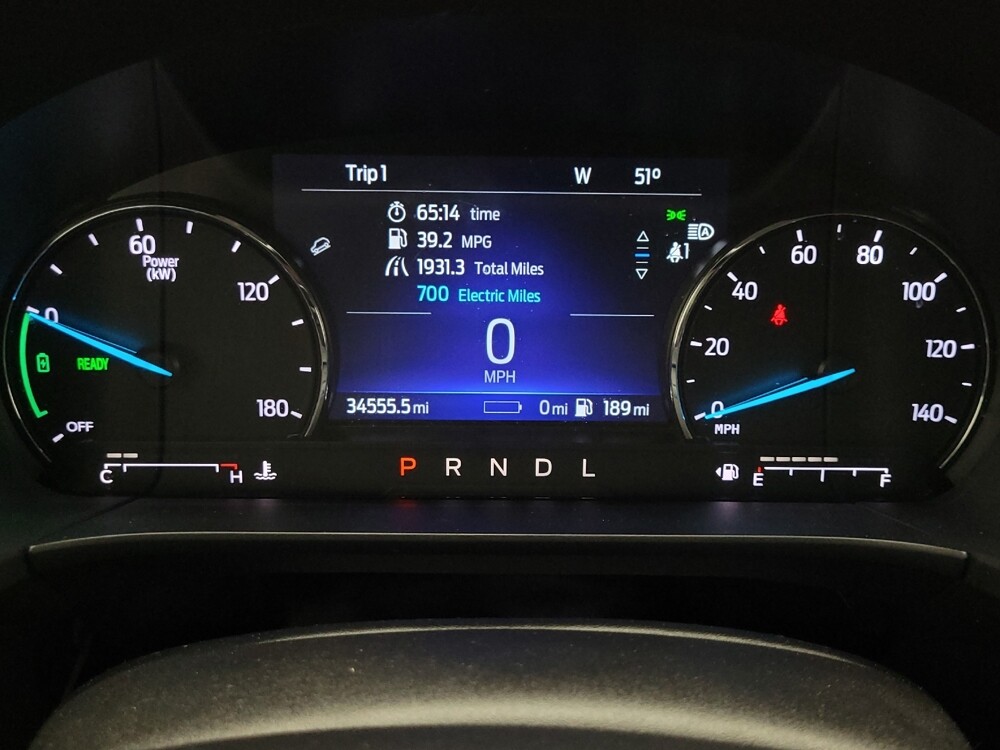 Trip 1 W 51º
65:14 time
39.2 MPG
1931.3 Total Miles
700 Electric Miles
0
MPH
34555.5 mi 0 mi 189 mi
0 60 120 180
Power
(kW)
READY
OFF
C H
P R N D L
A
1
0 20 40 60 80 100 120 140
MPH
E F